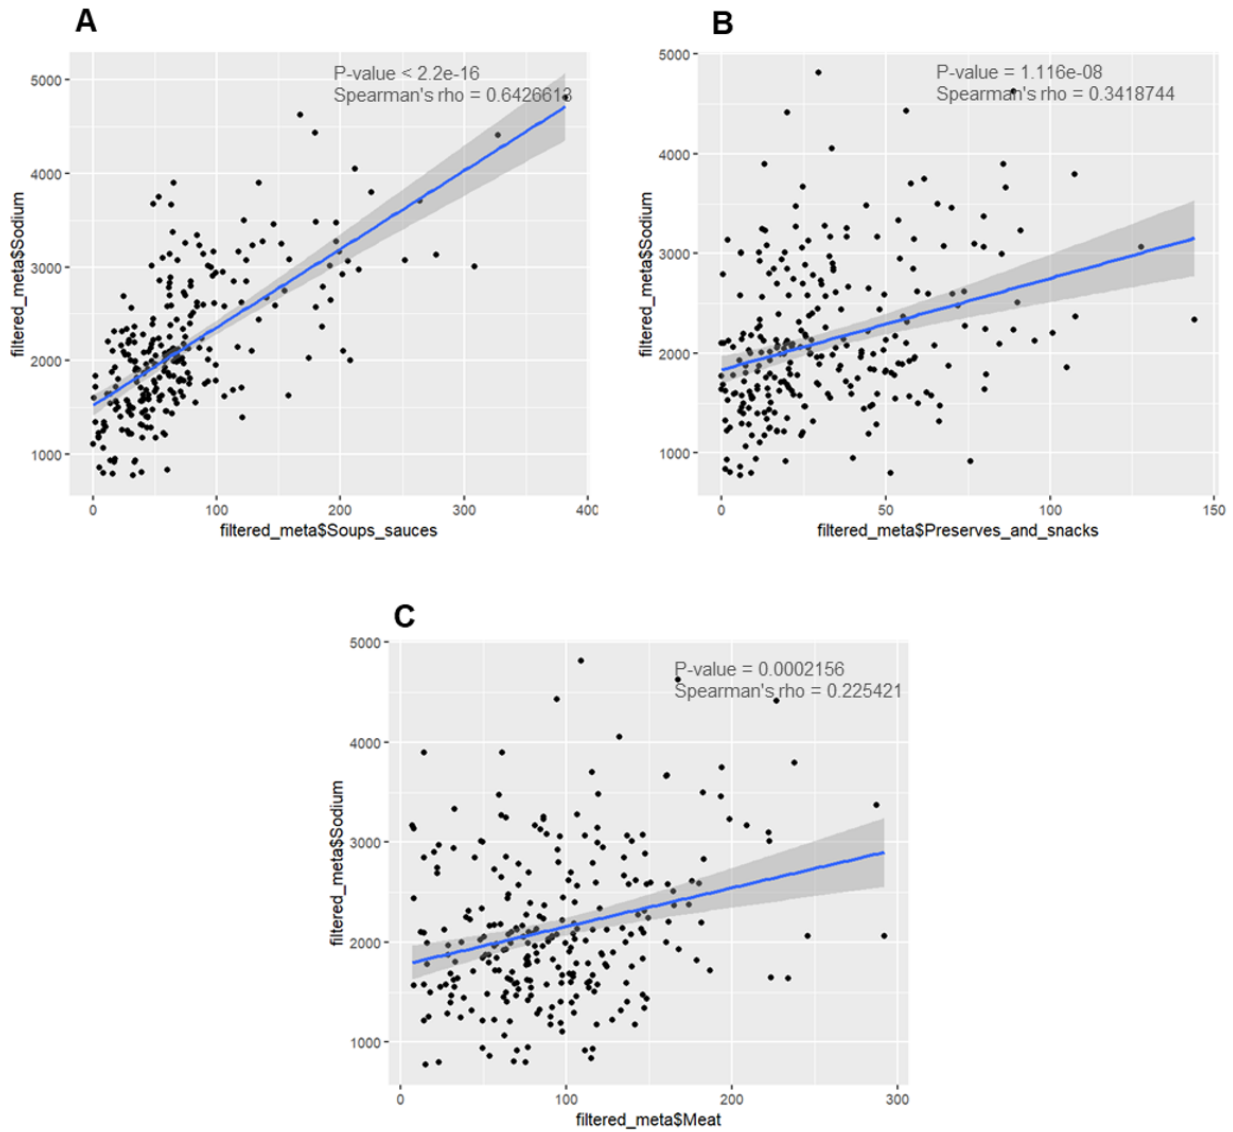 A
P-value < 2.2e-16
Spearman's rho = 0.6426613
5000
4000
3000
2000
1000
filtered_meta$Sodium
0 100 200 300 400
filtered_meta$Soups_sauces
B
P-value = 1.116e-08
Spearman's rho = 0.3418744
5000
4000
3000
2000
1000
filtered_meta$Sodium
0 50 100 150
filtered_meta$Preserves_and_snacks
C
P-value = 0.0002156
Spearman's rho = 0.225421
5000
4000
3000
2000
1000
filtered_meta$Sodium
0 100 200 300
filtered_meta$Meat